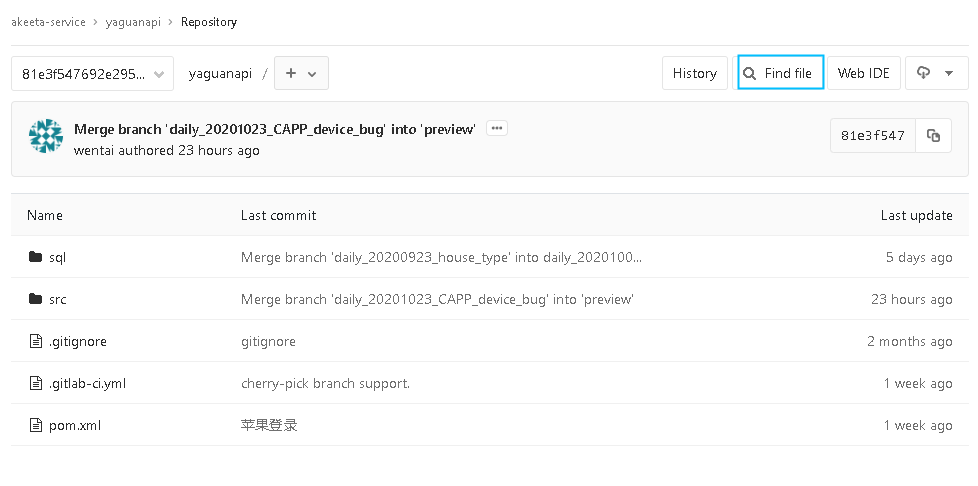 akeeta-service > yaguanapi > Repository
81e3f547692e295... yaguanapi / + History Find file Web IDE
Merge branch 'daily_20201023_CAPP_device_bug' into 'preview' ...
wentai authored 23 hours ago
81e3f547
Name Last commit Last update
sql Merge branch 'daily_20200923_house_type' into daily_2020100... 5 days ago
src Merge branch 'daily_20201023_CAPP_device_bug' into 'preview' 23 hours ago
.gitignore gitignore 2 months ago
.gitlab-ci.yml cherry-pick branch support. 1 week ago
pom.xml 苹果登录 1 week ago